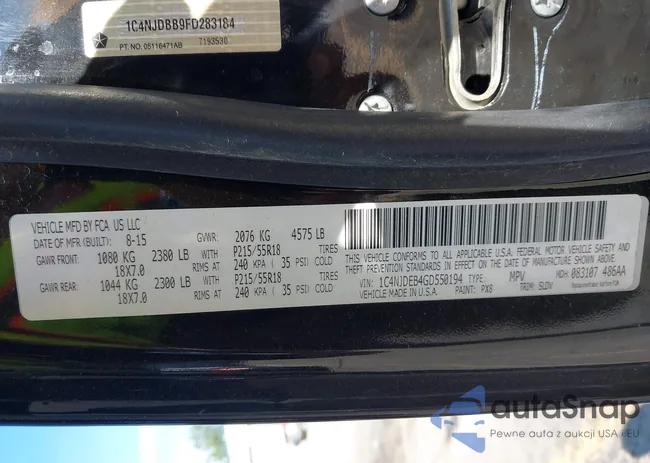 1C4NJDBB9FD283184
PT. NO. 05116471AB 7193530
VEHICLE MFD BY FCA US LLC
DATE OF MFR (BUILT): 8-15 GVWR: 2076 KG 4575 LB
GAWR FRONT: 1080 KG 2380 LB WITH P215/55R18 TIRES
18X7.0 RIMS AT 240 KPA ( 35 PSI) COLD
GAWR REAR: 1044 KG 2300 LB WITH P215/55R18 TIRES
18X7.0 RIMS AT 240 KPA ( 35 PSI) COLD
THIS VEHICLE CONFORMS TO ALL APPLICABLE U.S.A. FEDERAL MOTOR VEHICLE SAFETY, BUMPER AND
THEFT PREVENTION STANDARDS IN EFFECT ON THE DATE OF MANUFACTURE SHOWN ABOVE.
VIN: 1C4NJDEB4GD550194 TYPE: MPV MDH: 083107 486AA
VEHICLE MADE IN U.S.A. PAINT: PX8 TRIM: SLDV
autoSnap
Pewne auta z aukcji USA i EU